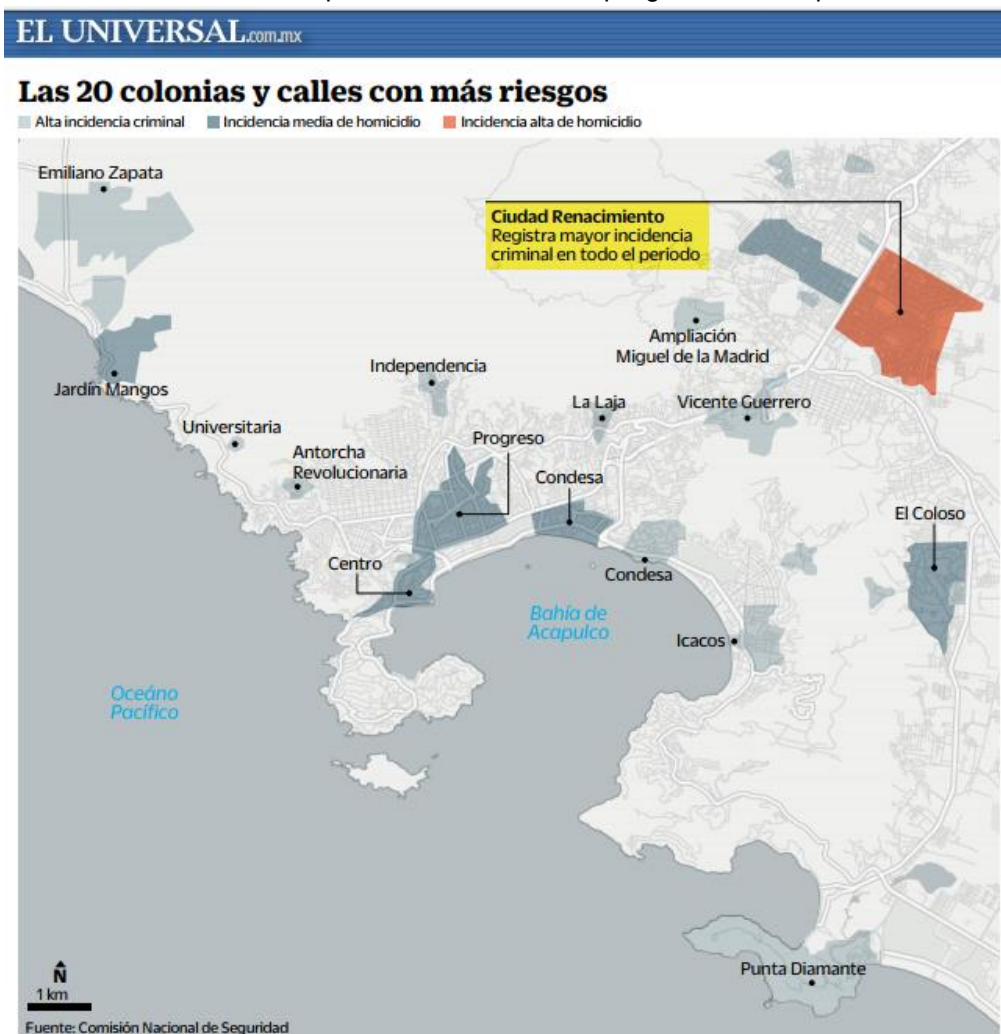 EL UNIVERSAL.com.mx
Las 20 colonias y calles con más riesgos
Alta incidencia criminal
Incidencia media de homicidio
Incidencia alta de homicidio
Emiliano Zapata
Ciudad Renacimiento
Registra mayor incidencia
criminal en todo el periodo
Ampliación
Miguel de la Madrid
Jardín Mangos
Independencia
La Laja
Vicente Guerrero
Universitaria
Antorcha
Revolucionaria
Progreso
Condesa
El Coloso
Centro
Condesa
Bahía de
Acapulco
Icacos
Oceáno
Pacífico
Punta Diamante
N
1 km
Fuente: Comisión Nacional de Seguridad